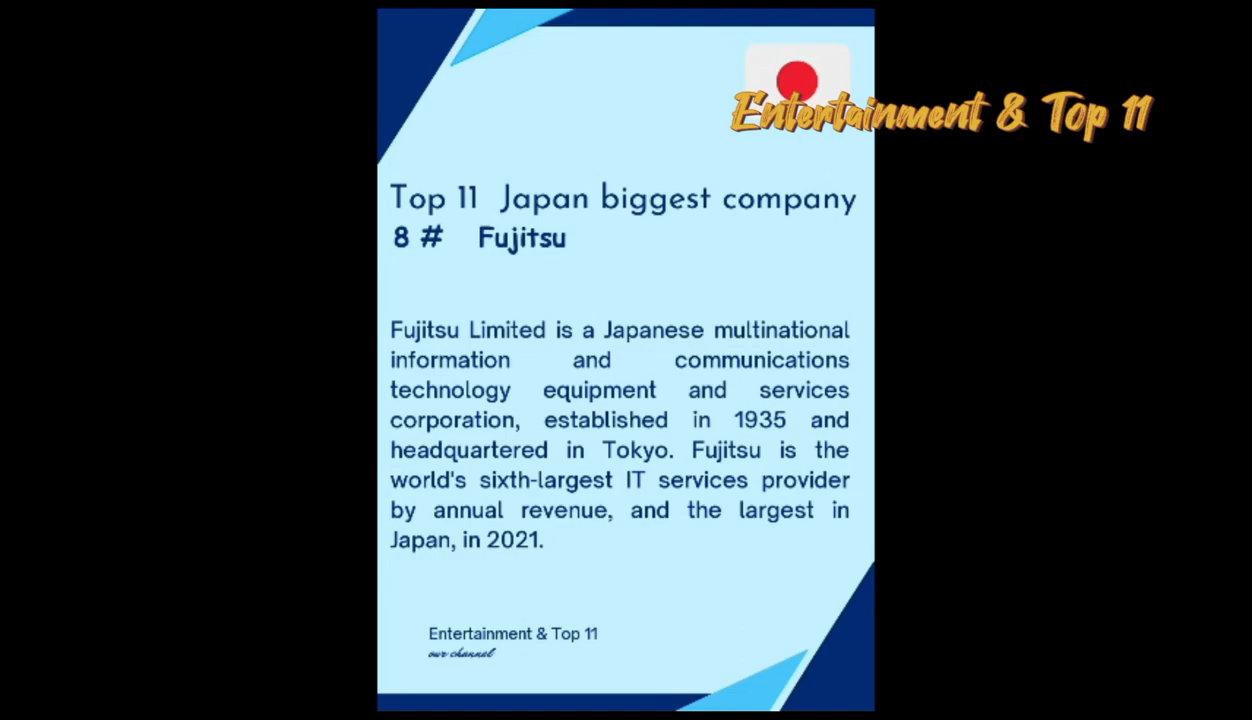 Entertainment & Top 11
Top 11 Japan biggest company
8 # Fujitsu
Fujitsu Limited is a Japanese multinational
information and communications
technology equipment and services
corporation, established in 1935 and
headquartered in Tokyo. Fujitsu is the
world's sixth-largest IT services provider
by annual revenue, and the largest in
Japan, in 2021.
Entertainment & Top 11
our channel